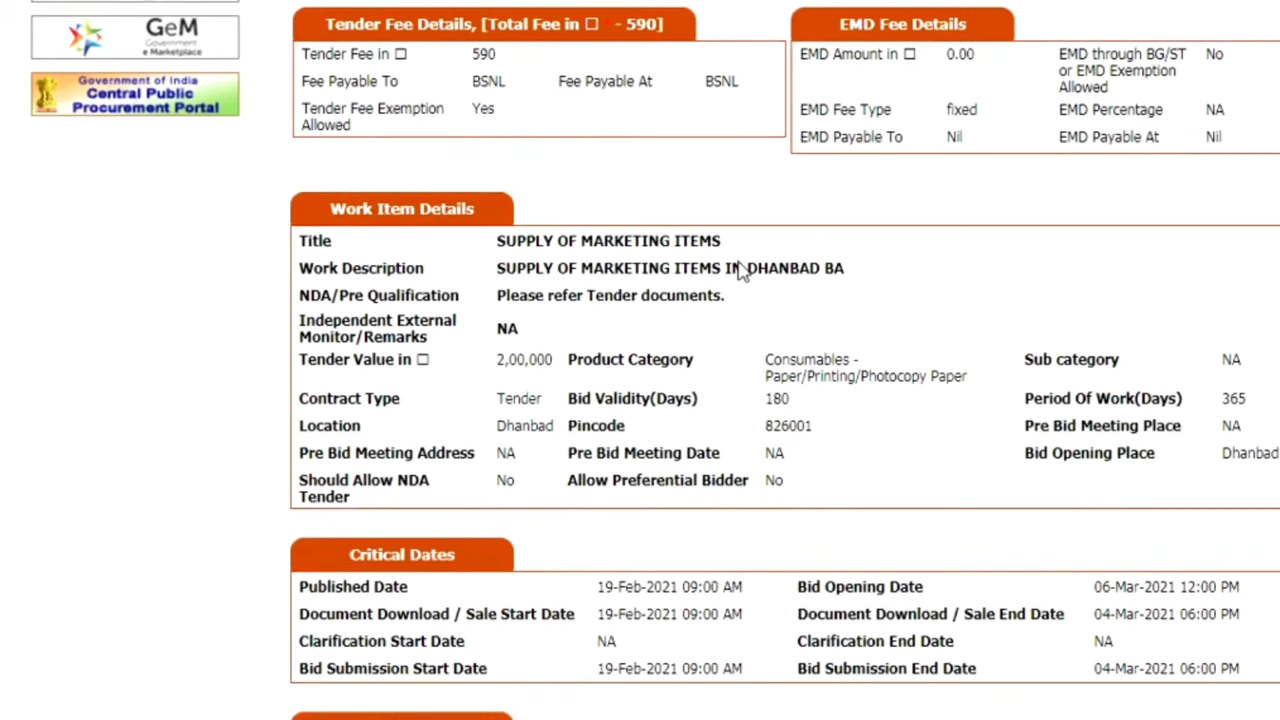 GeM
Government
e Marketplace
Government of India
Central Public
Procurement Portal
Tender Fee Details, [Total Fee in ☐ * - 590]
Tender Fee in ☐ 590
Fee Payable To BSNL Fee Payable At BSNL
Tender Fee Exemption Allowed Yes
EMD Fee Details
EMD Amount in ☐ 0.00 EMD through BG/ST or EMD Exemption Allowed No
EMD Fee Type fixed EMD Percentage NA
EMD Payable To Nil EMD Payable At Nil
Work Item Details
Title SUPPLY OF MARKETING ITEMS
Work Description SUPPLY OF MARKETING ITEMS IN DHANBAD BA
NDA/Pre Qualification Please refer Tender documents.
Independent External Monitor/Remarks NA
Tender Value in ☐ 2,00,000 Product Category Consumables - Paper/Printing/Photocopy Paper Sub category NA
Contract Type Tender Bid Validity(Days) 180 Period Of Work(Days) 365
Location Dhanbad Pincode 826001 Pre Bid Meeting Place NA
Pre Bid Meeting Address NA Pre Bid Meeting Date NA Bid Opening Place Dhanbad
Should Allow NDA Tender No Allow Preferential Bidder No
Critical Dates
Published Date 19-Feb-2021 09:00 AM Bid Opening Date 06-Mar-2021 12:00 PM
Document Download / Sale Start Date 19-Feb-2021 09:00 AM Document Download / Sale End Date 04-Mar-2021 06:00 PM
Clarification Start Date NA Clarification End Date NA
Bid Submission Start Date 19-Feb-2021 09:00 AM Bid Submission End Date 04-Mar-2021 06:00 PM